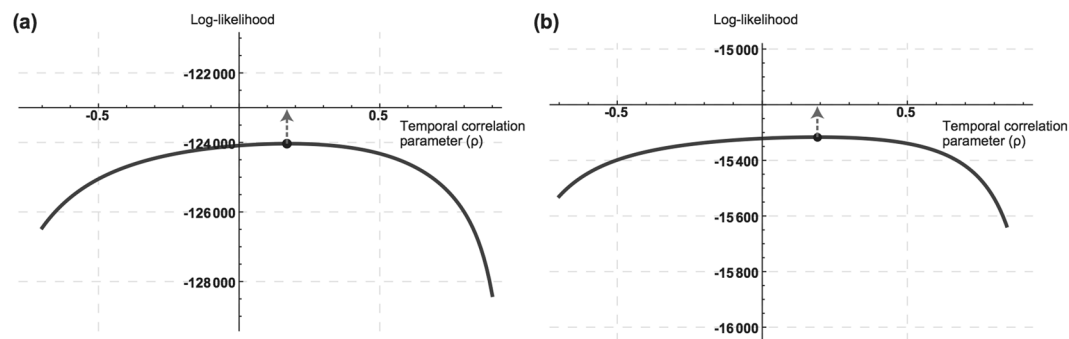 (a)
Log-likelihood
-122 000
-0.5
0.5
Temporal correlation
parameter (ρ)
-124 000
-126 000
-128 000
(b)
Log-likelihood
-15 000
-0.5
0.5
Temporal correlation
parameter (ρ)
-15 400
-15 600
-15 800
-16 000